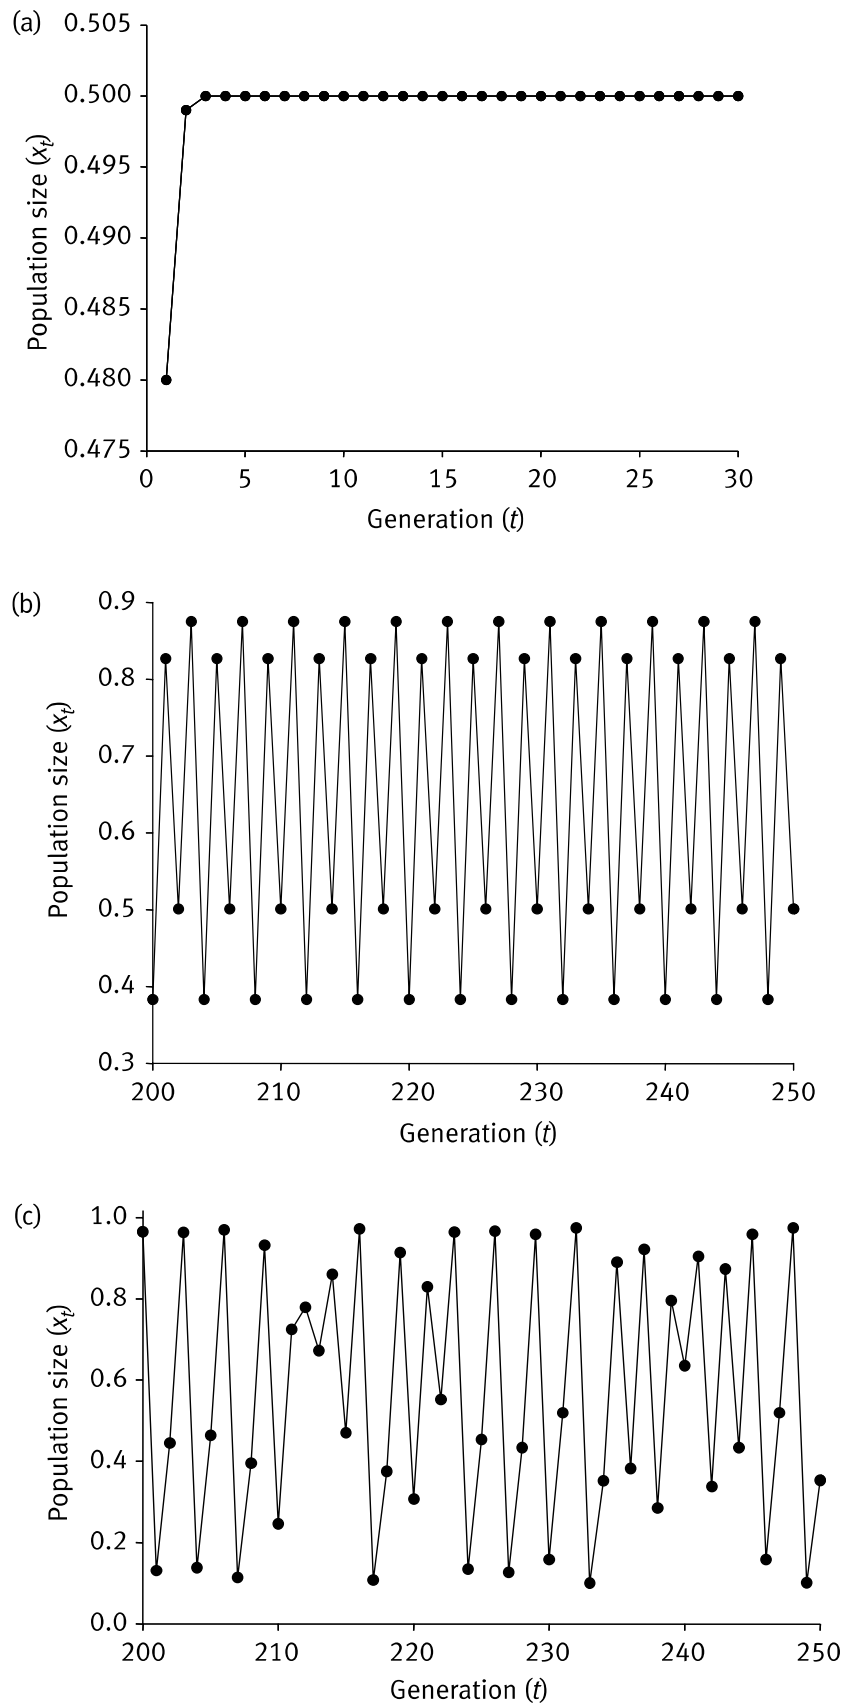 (a)
0.505
0.500
0.495
0.490
0.485
0.480
0.475
Population size (xt)
0 5 10 15 20 25 30
Generation (t)
(b)
0.9
0.8
0.7
0.6
0.5
0.4
0.3
Population size (xt)
200 210 220 230 240 250
Generation (t)
(c)
1.0
0.8
0.6
0.4
0.2
0.0
Population size (xt)
200 210 220 230 240 250
Generation (t)